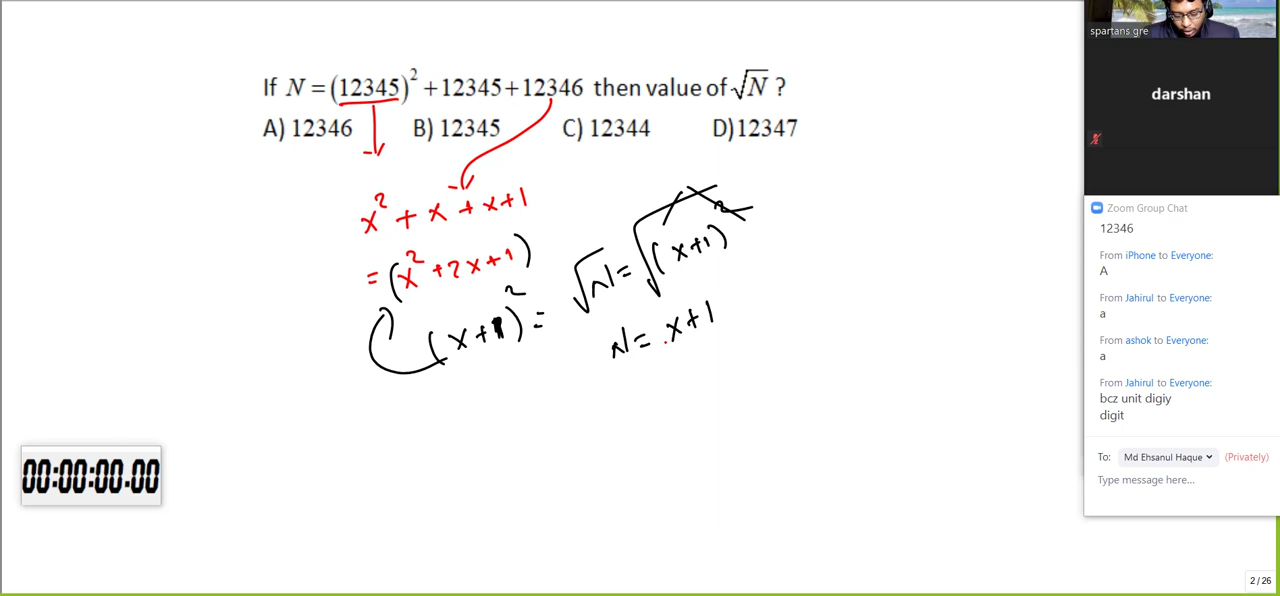 If N = (12345)² + 12345 + 12346 then value of √N ?
A) 12346 B) 12345 C) 12344 D) 12347
x² + x + x + 1
= (x² + 2x + 1)
(x + 1)² =
√N = √(x + 1)²
N = x + 1
00:00:00.00
spartans gre
darshan
Zoom Group Chat
12346
From iPhone to Everyone:
A
From Jahirul to Everyone:
a
From ashok to Everyone:
a
From Jahirul to Everyone:
bcz unit digiy
digit
To: Md Ehsanul Haque (Privately)
Type message here...
2 / 26